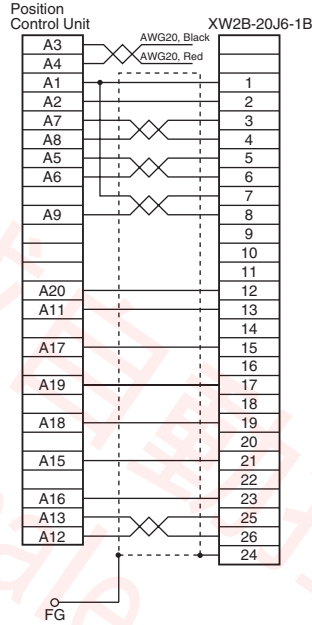 Position
Control Unit
XW2B-20J6-1B
A3
AWG20, Black
A4
AWG20, Red
A1 1
A2 2
A7 3
A8 4
A5 5
A6 6
7
A9 8
9
10
11
A20 12
A11 13
14
A17 15
16
A19 17
18
A18 19
20
A15 21
22
A16 23
A13 25
A12 26
24
FG